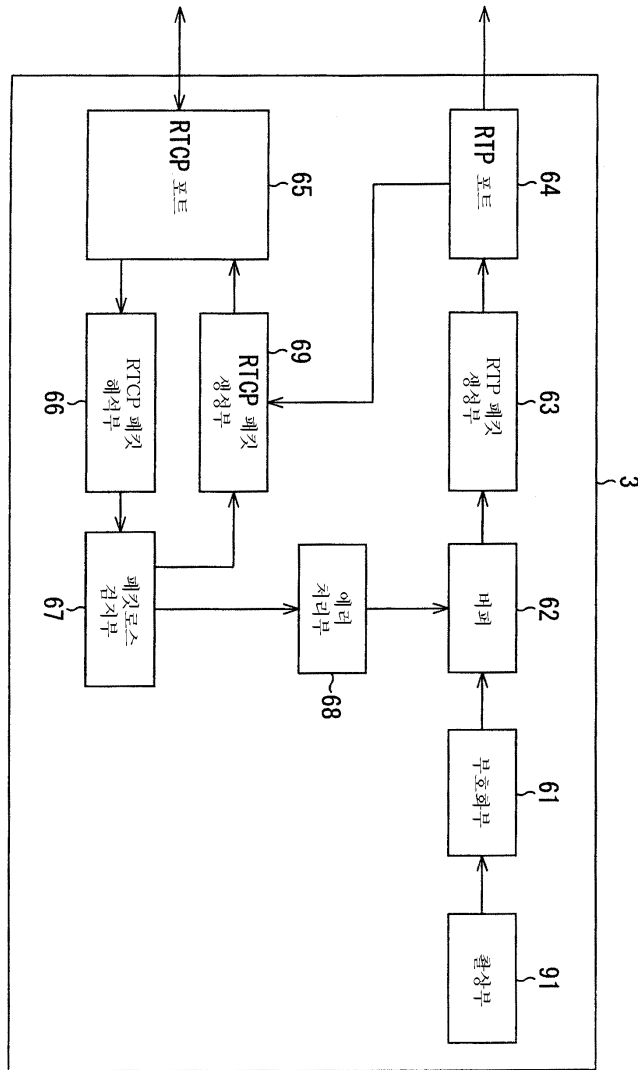 3
64
RTP 포트
63
RTP 패킷
생성부
62
버퍼
61
부호화부
91
촬상부
68
에러
처리부
65
RTCP 포트
69
RTCP 패킷
생성부
66
RTCP 패킷
해석부
67
패킷로스
검지부